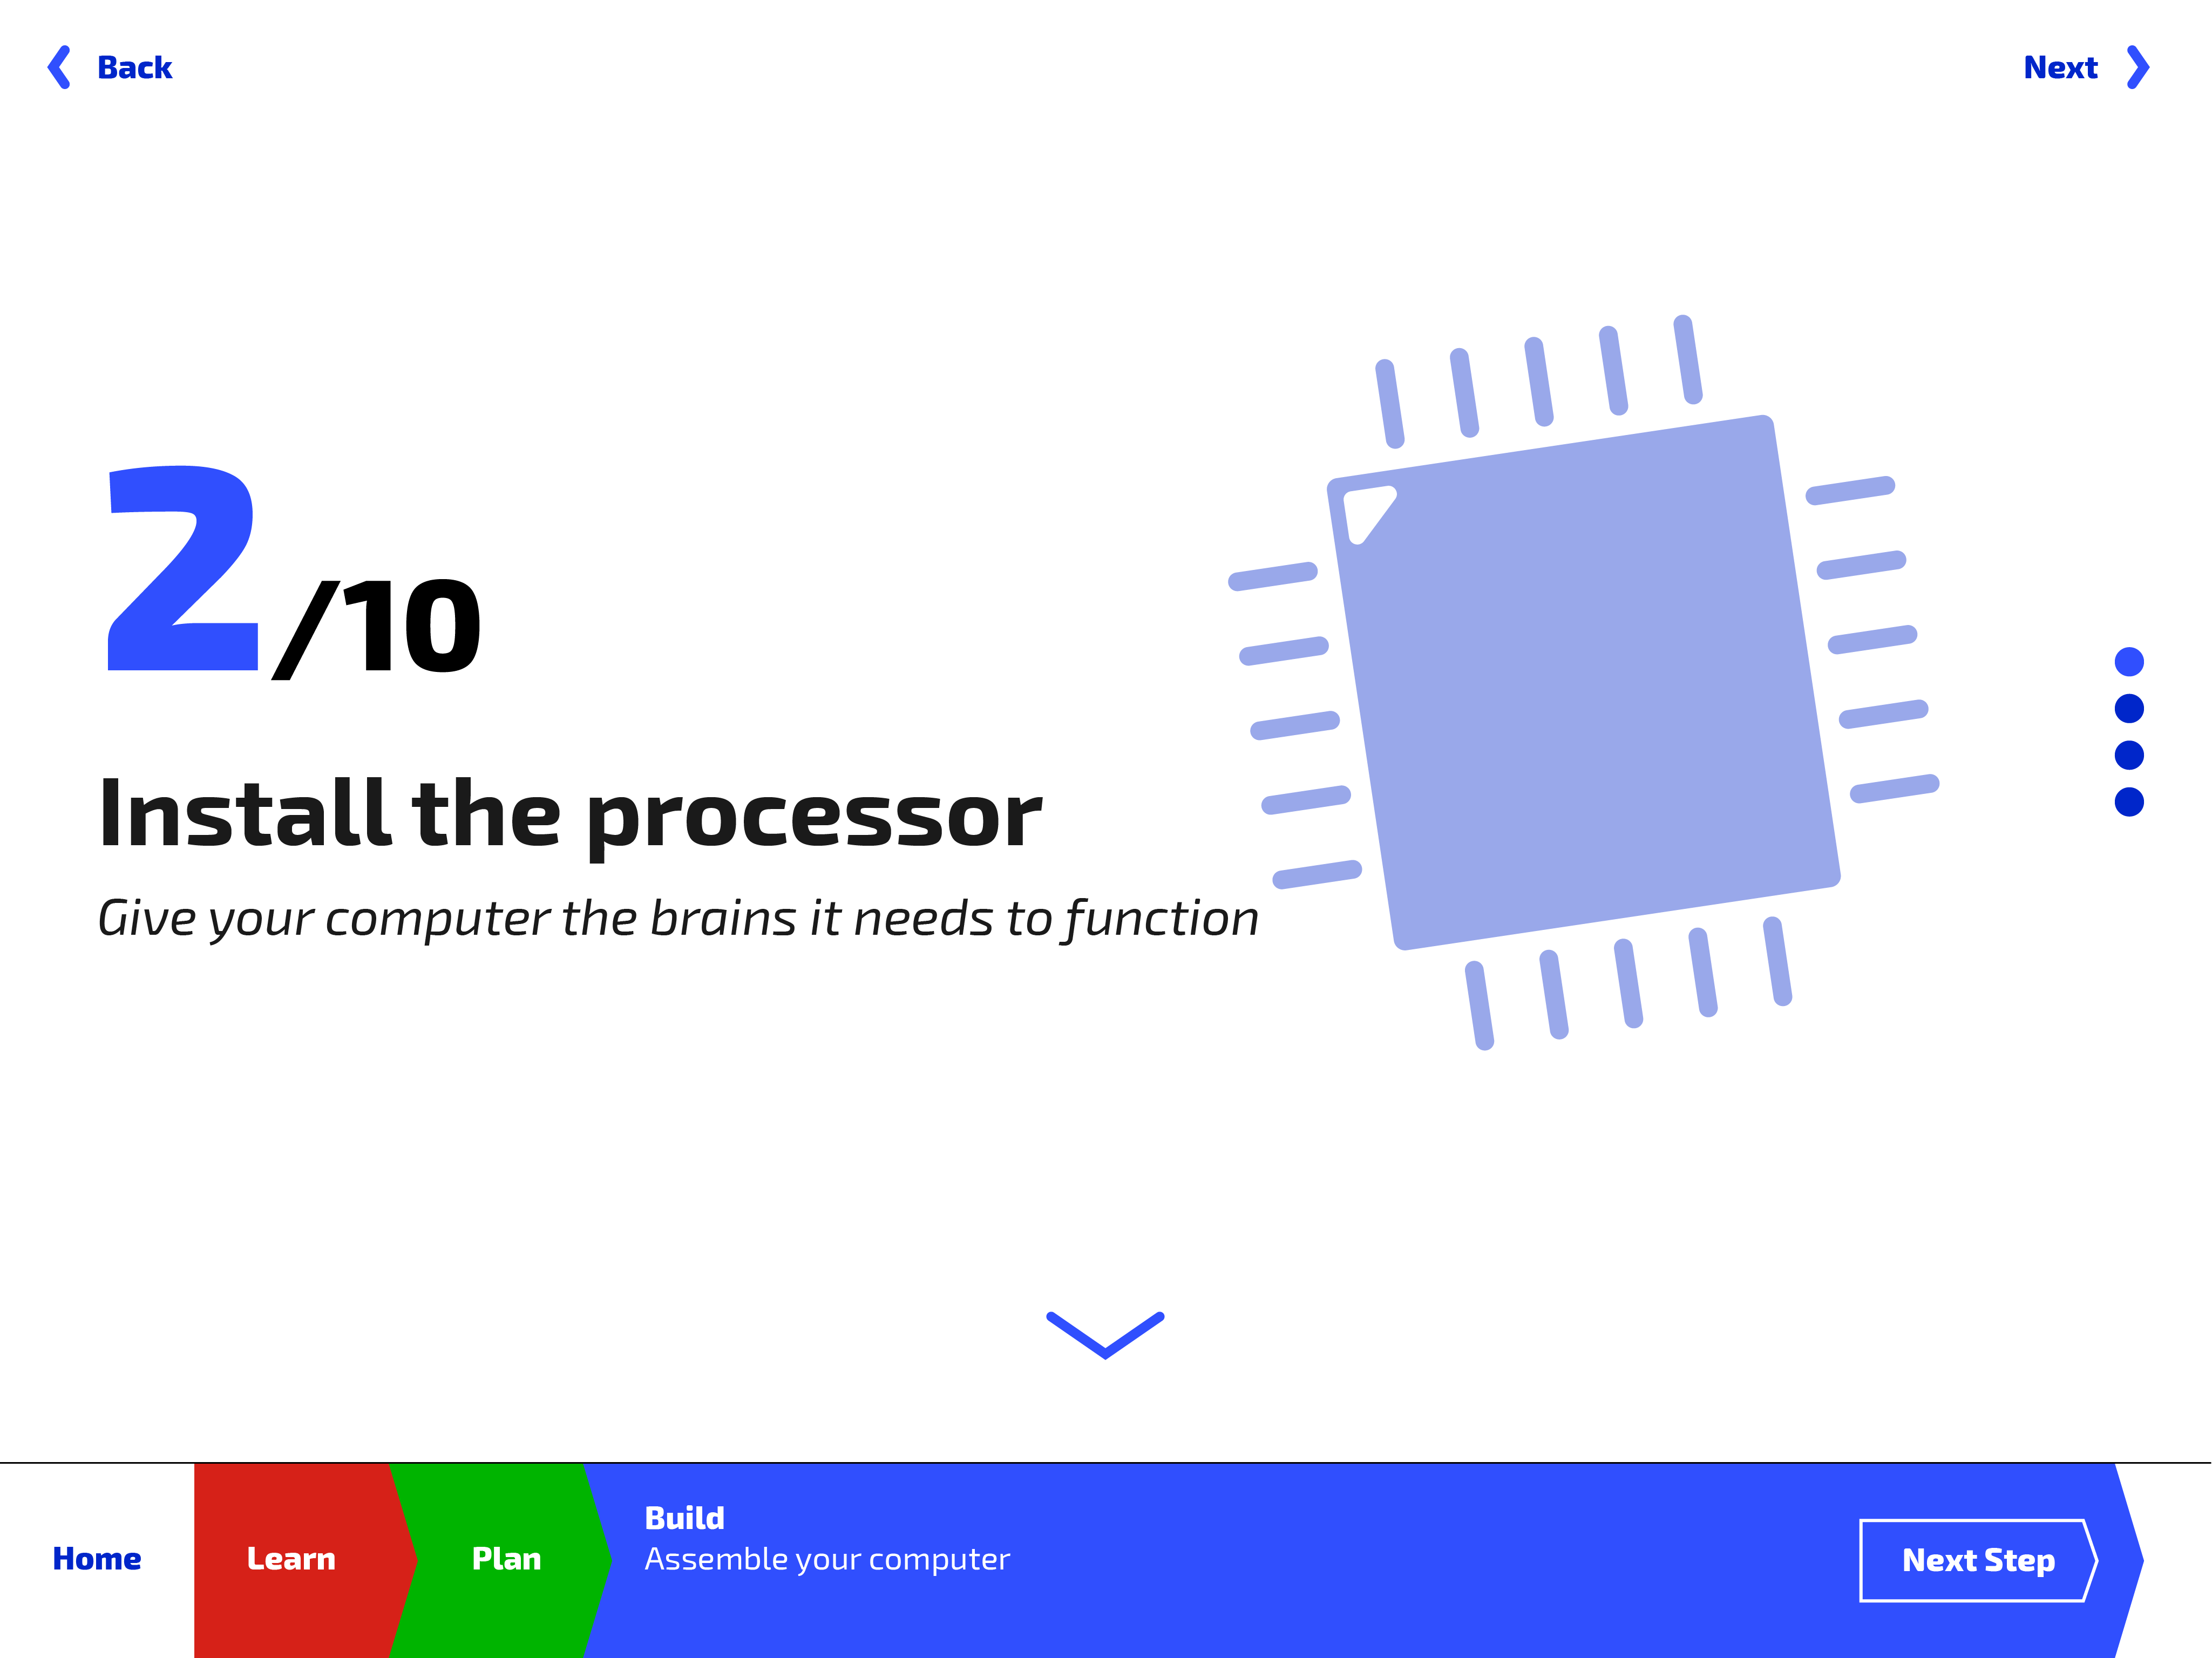 Back
Next
2/10
Install the processor
Give your computer the brains it needs to function
Home
Learn
Plan
Build
Assemble your computer
Next Step